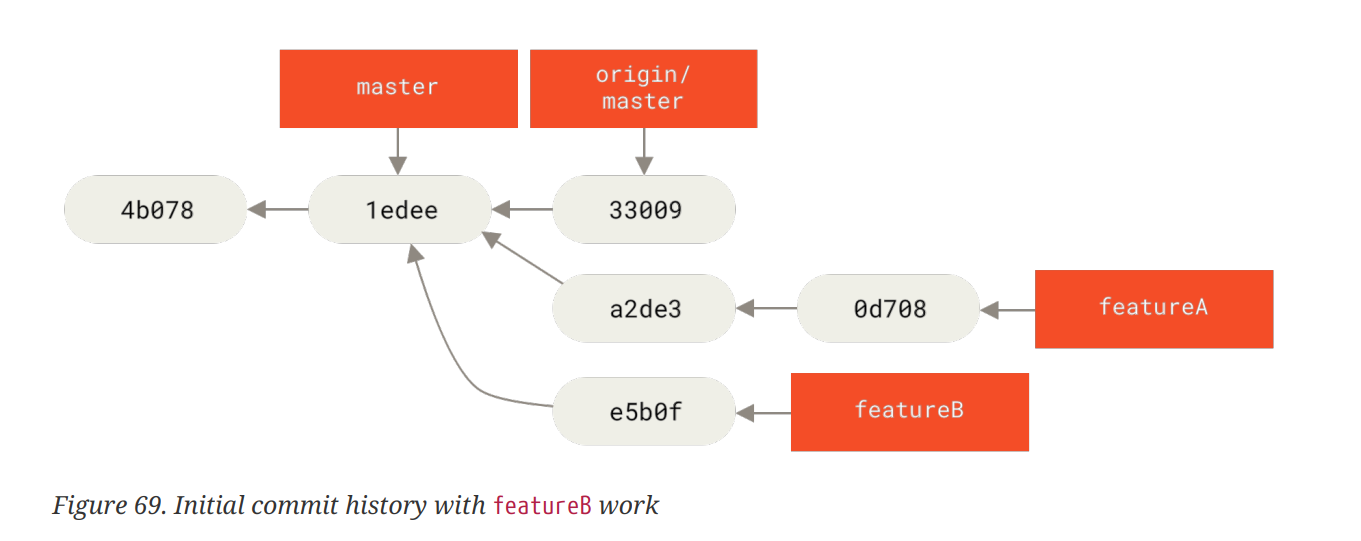 master
origin/
master
4b078
1edee
33009
a2de3
0d708
featureA
e5b0f
featureB
Figure 69. Initial commit history with featureB work